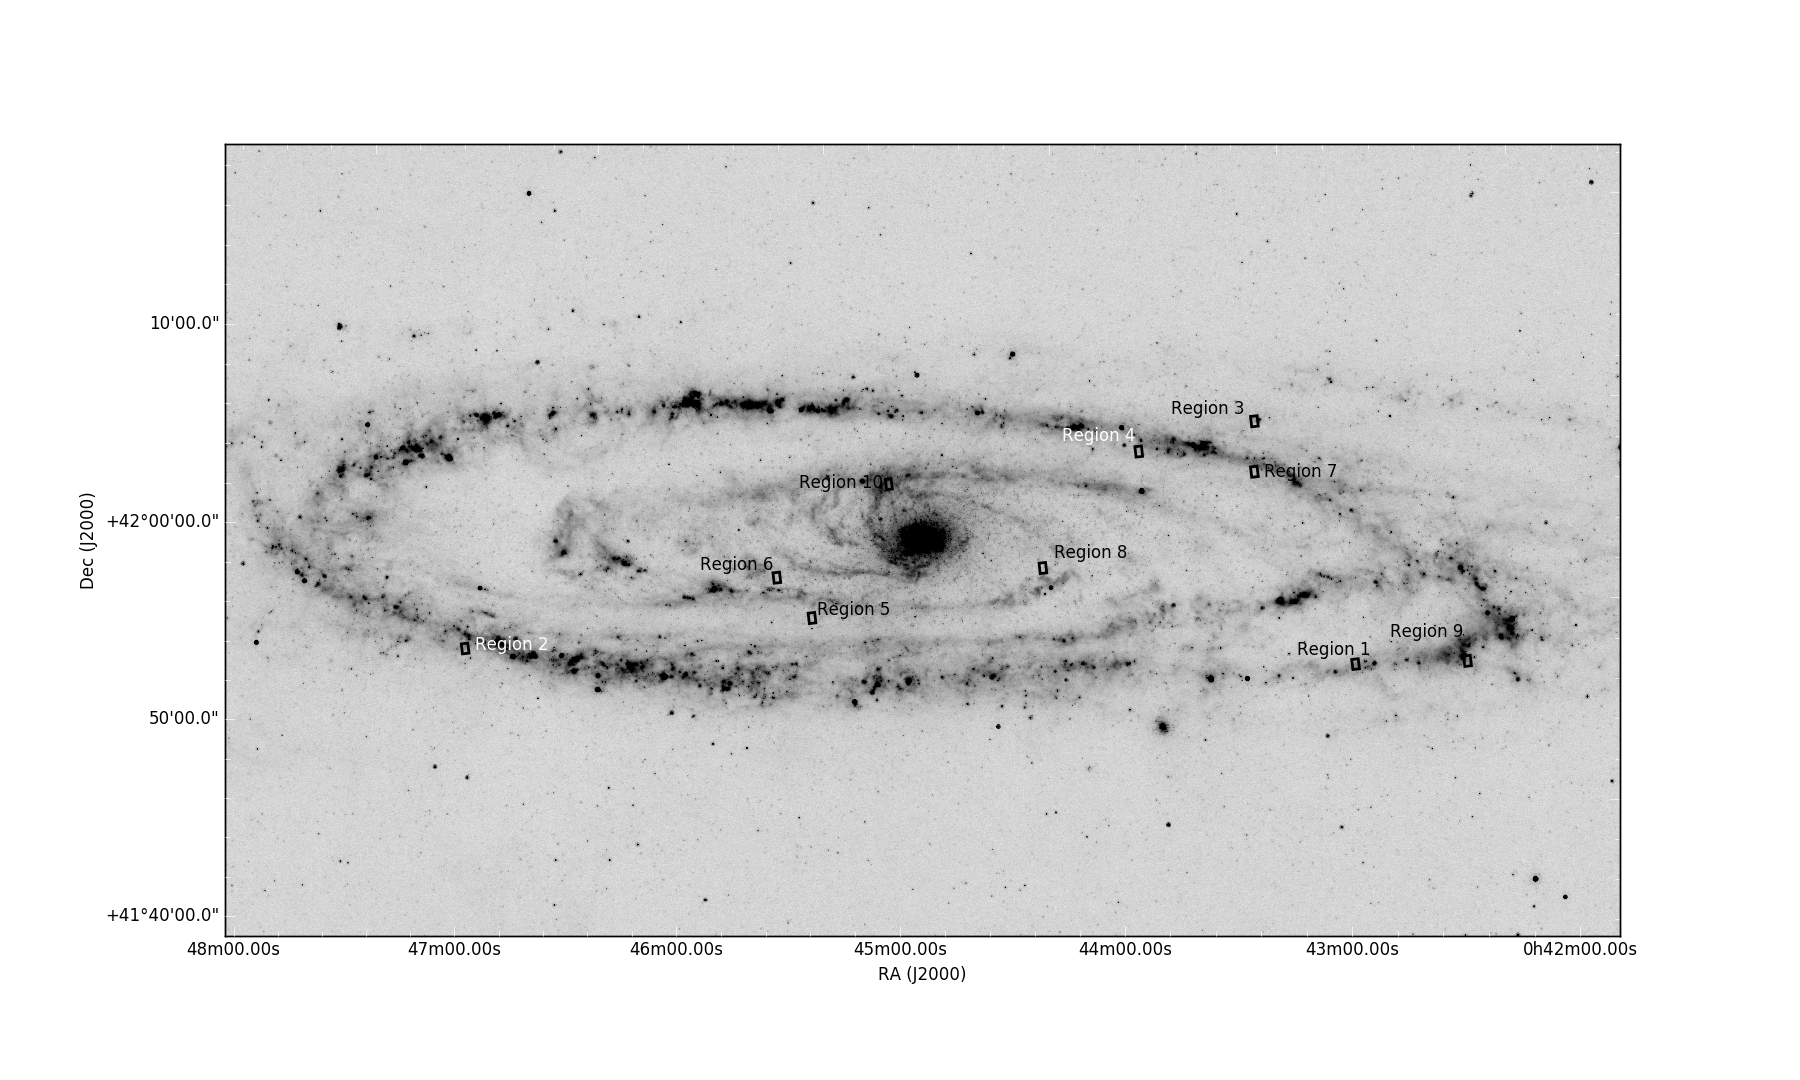 10'00.0"
Region 3
Region 4
Region 7
Region 10
+42°00'00.0"
Dec (J2000)
Region 8
Region 6
Region 5
Region 9
Region 2
Region 1
50'00.0"
+41°40'00.0"
48m00.00s 47m00.00s 46m00.00s 45m00.00s 44m00.00s 43m00.00s 0h42m00.00s
RA (J2000)